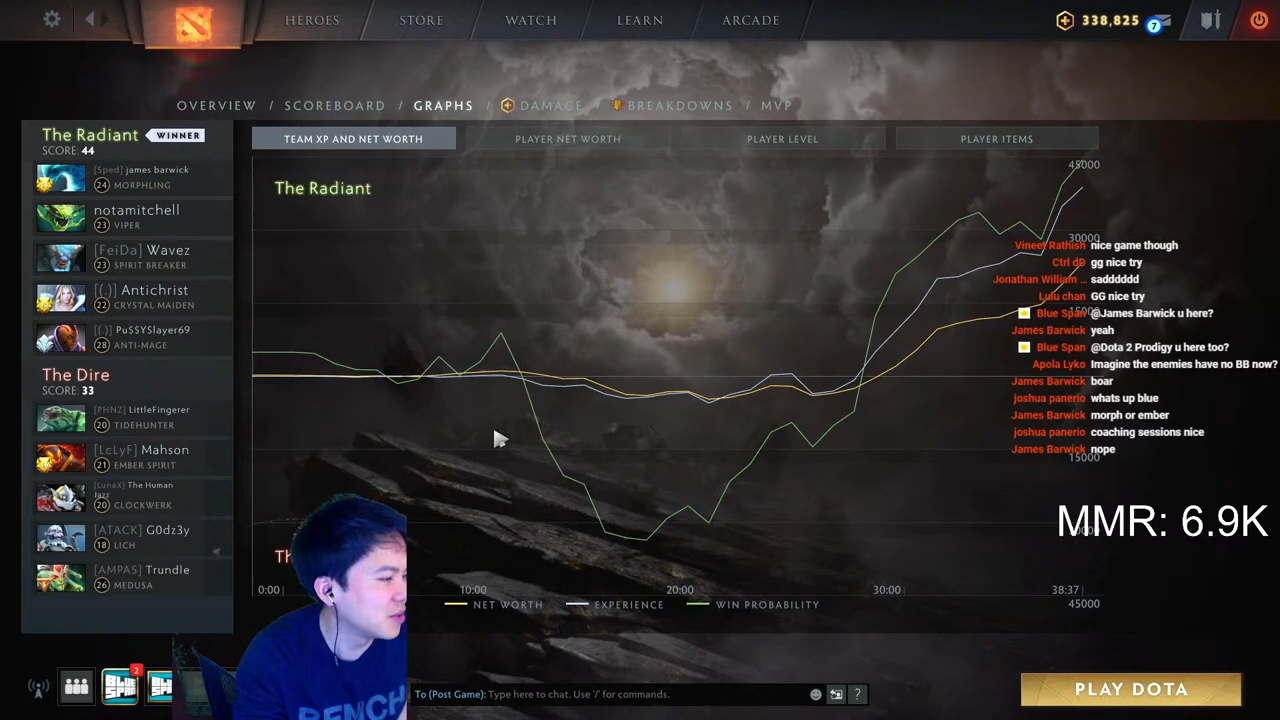 HEROES
STORE
WATCH
LEARN
ARCADE
338,825
7
OVERVIEW / SCOREBOARD / GRAPHS / DAMAGE / BREAKDOWNS / MVP
TEAM XP AND NET WORTH
PLAYER NET WORTH
PLAYER LEVEL
PLAYER ITEMS
The Radiant WINNER
SCORE: 44
[Sped] james barwick
24 MORPHLING
notamitchell
23 VIPER
[FeiDa] Wavez
23 SPIRIT BREAKER
[(,)] Antichrist
22 CRYSTAL MAIDEN
PuS$YSlayer69
28 ANTI-MAGE
The Dire
SCORE: 33
[PHNZ] LittleFingerer
20 TIDEHUNTER
[LcLyF] Mahson
21 EMBER SPIRIT
[LunaX] The Human
Jazz
20 CLOCKWERK
[ATACK] G0dz3y
18 LICH
[AMPAS] Trundle
26 MEDUSA
The Radiant
45000
30000
15000
15000
45000
Th
0:00
10:00
20:00
30:00
38:37
NET WORTH
EXPERIENCE
WIN PROBABILITY
Vineet Rathish nice game though
Ctrl dD gg nice try
Jonathan William ... sadddddd
Lulu chan GG nice try
Blue Span @James Barwick u here?
James Barwick yeah
Blue Span @Dota 2 Prodigy u here too?
Apola Lyko Imagine the enemies have no BB now?
James Barwick boar
joshua panerio whats up blue
James Barwick morph or ember
joshua panerio coaching sessions nice
James Barwick nope
MMR: 6.9K
2
BLUE
SPAN
To (Post Game): Type here to chat. Use '/' for commands.
?
PLAY DOTA
BENCH